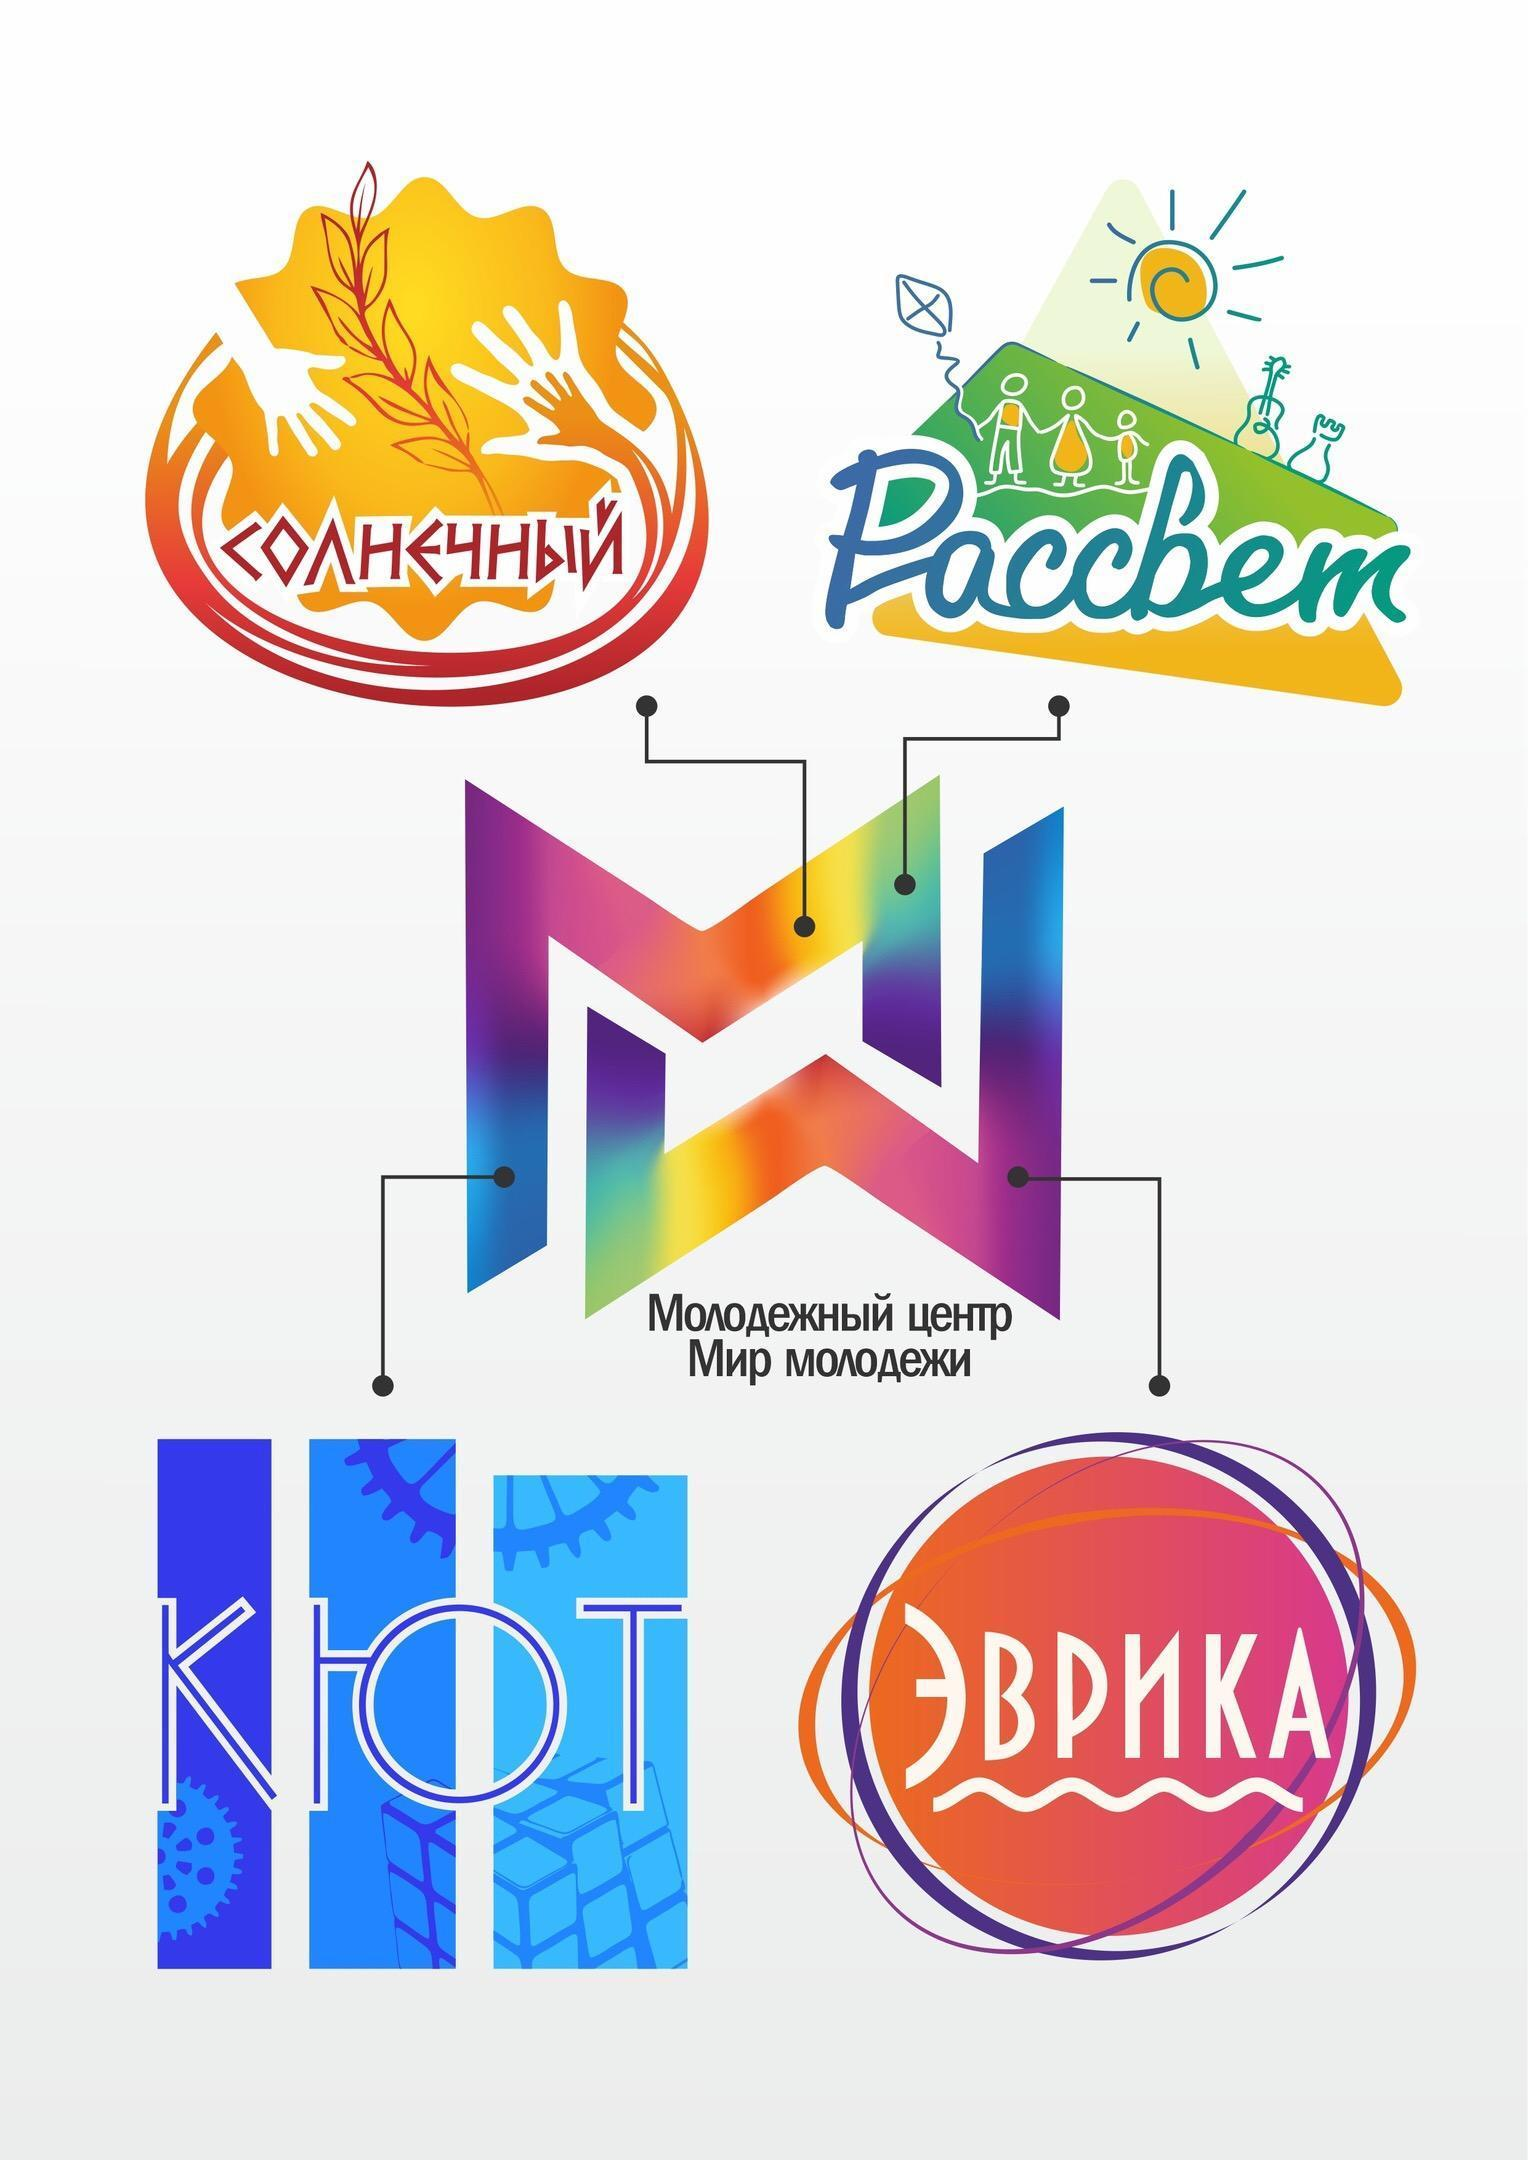 СОЛНЕЧНЫЙ
Рассвет
Молодежный центр
Мир молодежи
КЮТ
ЭВРИКА